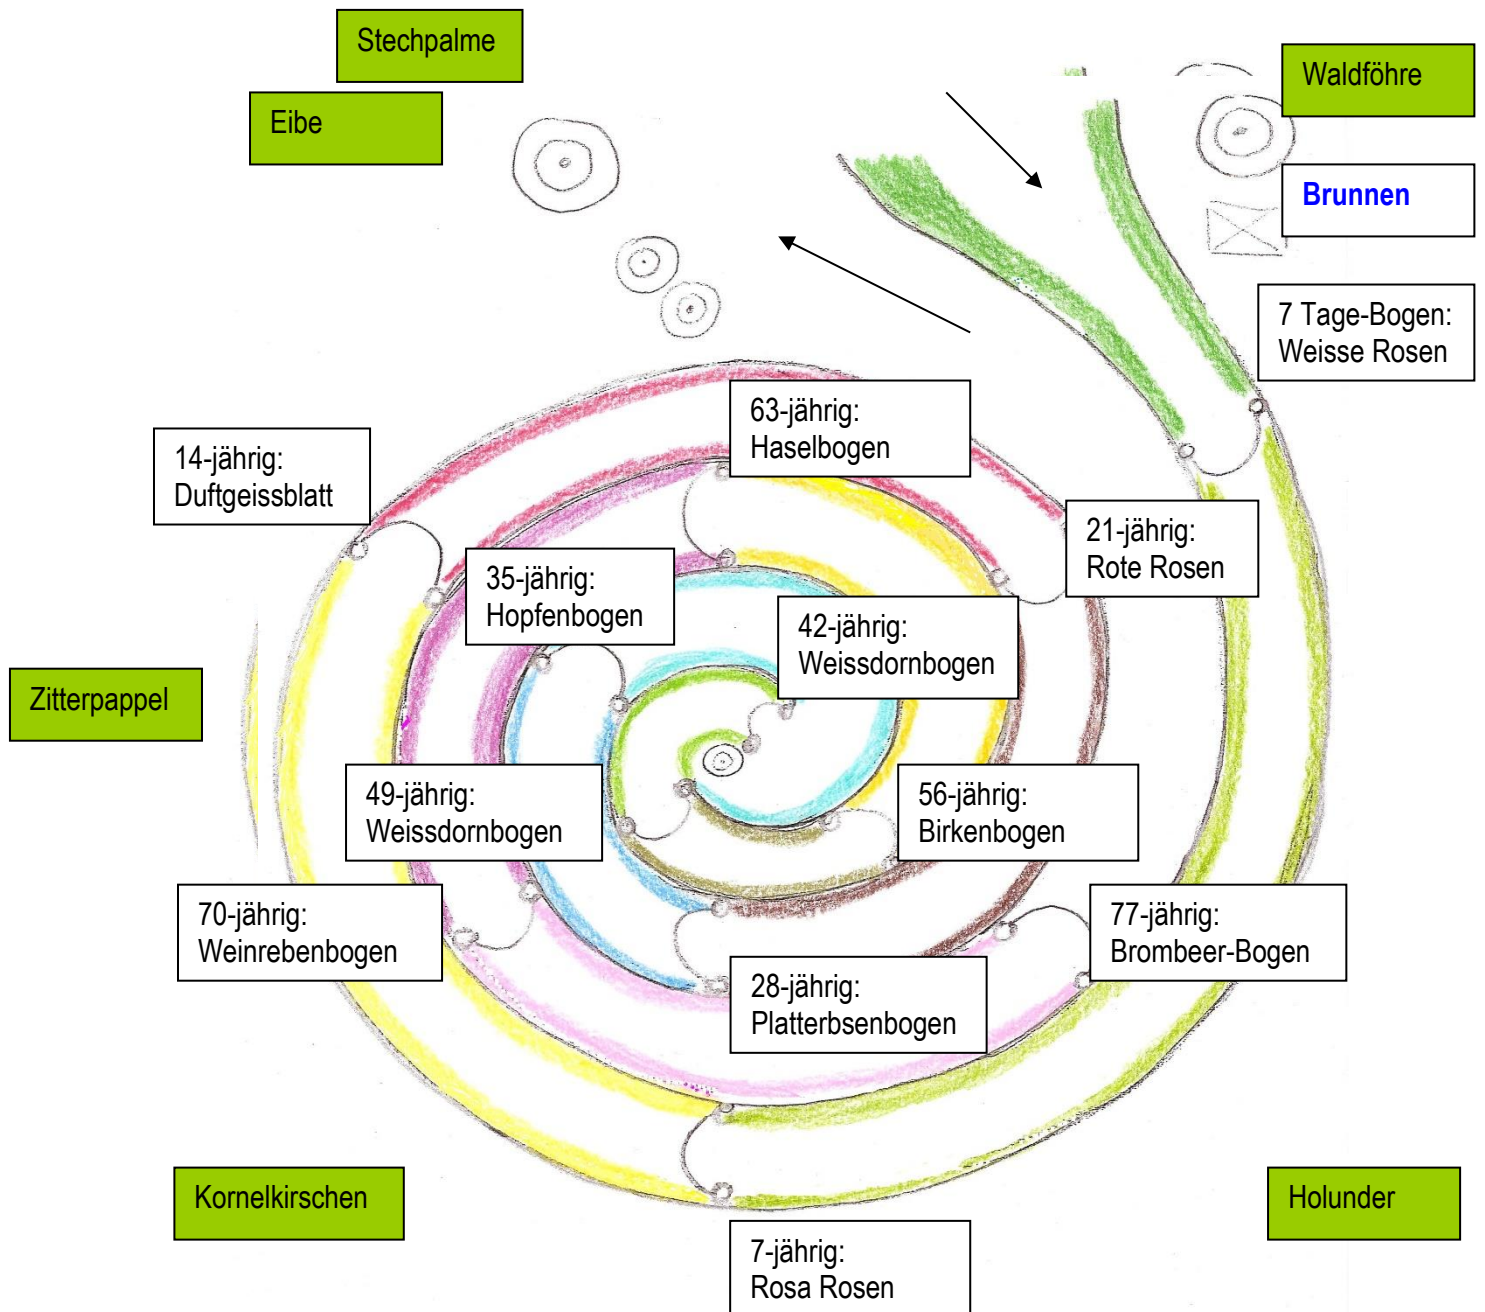 Stechpalme
Waldföhre
Eibe
Brunnen
7 Tage-Bogen:
Weisse Rosen
63-jährig:
Haselbogen
14-jährig:
Duftgeissblatt
21-jährig:
Rote Rosen
35-jährig:
Hopfenbogen
42-jährig:
Weissdornbogen
Zitterpappel
49-jährig:
Weissdornbogen
56-jährig:
Birkenbogen
70-jährig:
Weinrebenbogen
77-jährig:
Brombeer-Bogen
28-jährig:
Platterbsenbogen
Kornelkirschen
Holunder
7-jährig:
Rosa Rosen